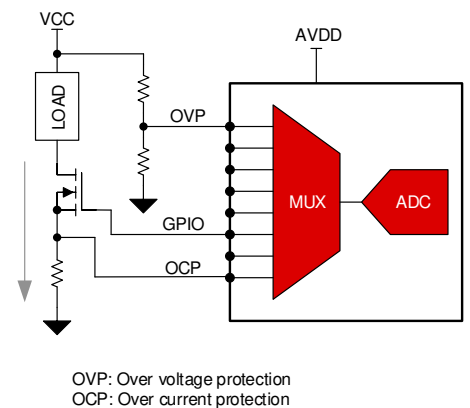 VCC
AVDD
LOAD
OVP
MUX
ADC
GPIO
OCP
OVP: Over voltage protection
OCP: Over current protection